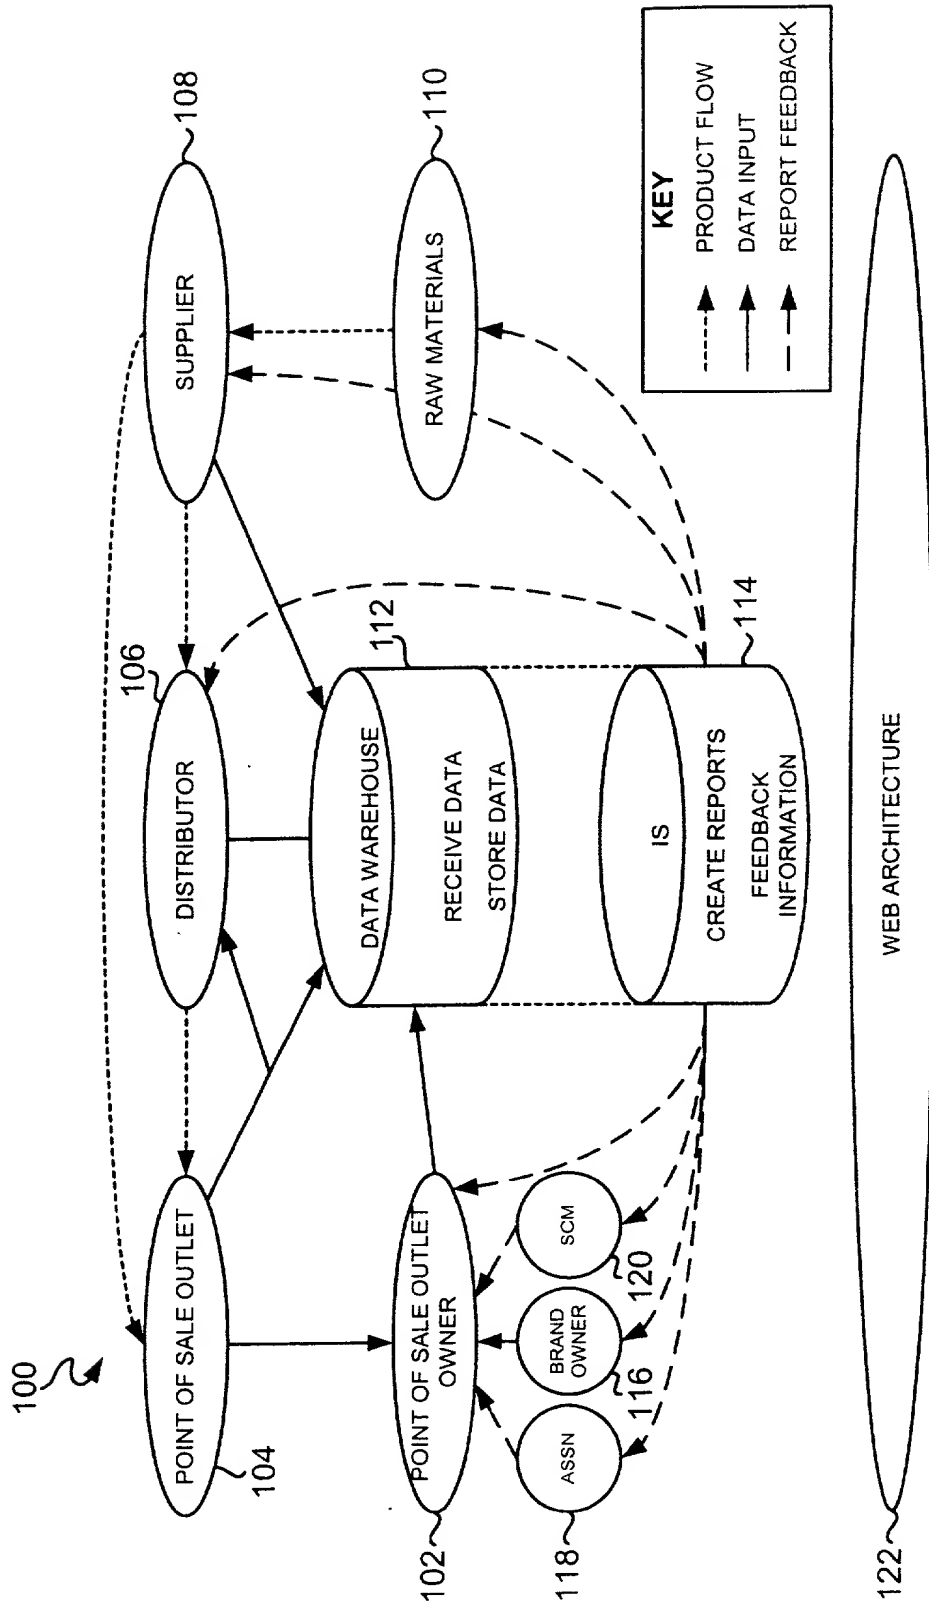 100
POINT OF SALE OUTLET
104
DISTRIBUTOR
106
SUPPLIER
108
102
POINT OF SALE OUTLET
OWNER
DATA WAREHOUSE
112
RECEIVE DATA
STORE DATA
RAW MATERIALS
110
118
ASSN
BRAND
OWNER
116
SCM
120
IS
CREATE REPORTS
FEEDBACK
INFORMATION
114
KEY
PRODUCT FLOW
DATA INPUT
REPORT FEEDBACK
122
WEB ARCHITECTURE